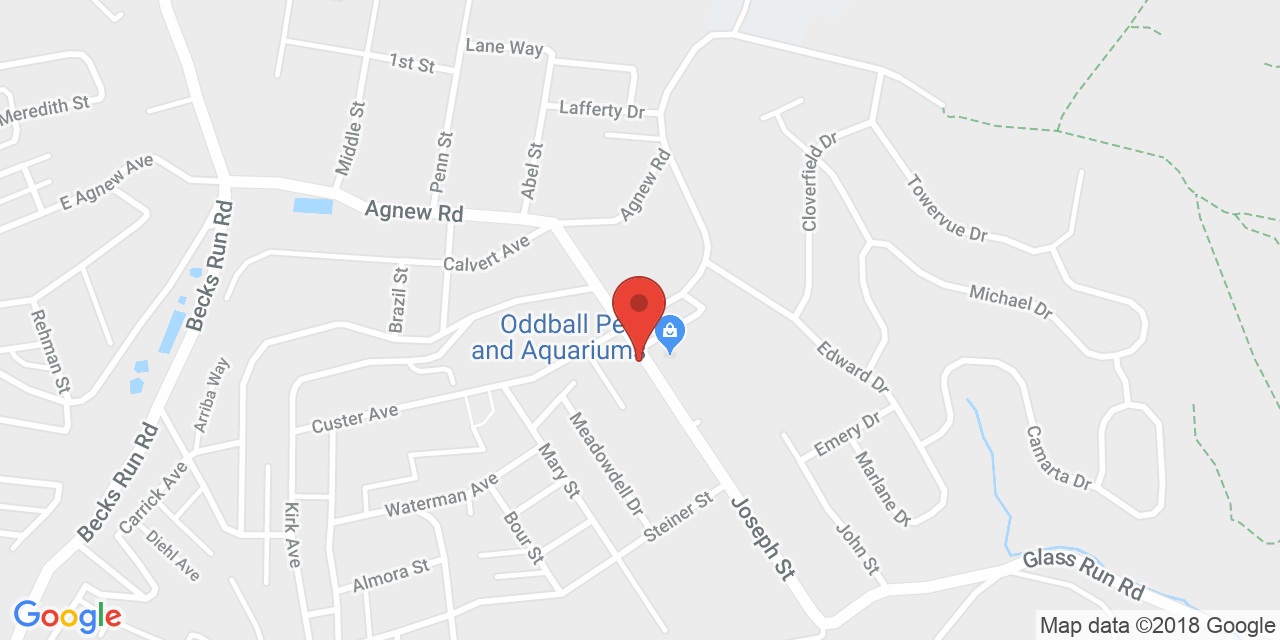 Lane Way
1st St
Meredith St
Lafferty Dr
Middle St
Penn St
Abel St
Agnew Rd
Cloverfield Dr
E Agnew Ave
Towervue Dr
Agnew Rd
Becks Run Rd
Calvert Ave
Brazil St
Michael Dr
Oddball Pe
and Aquariums
Rehman St
Arriba Way
Edward Dr
Custer Ave
Emery Dr
Meadowdell Dr
Mary St
Marlane Dr
Camarta Dr
Becks Run Rd
Carrick Ave
Waterman Ave
Kirk Ave
Bour St
Steiner St
Joseph St
John St
Diehl Ave
Almora St
Glass Run Rd
Google
Map data ©2018 Google